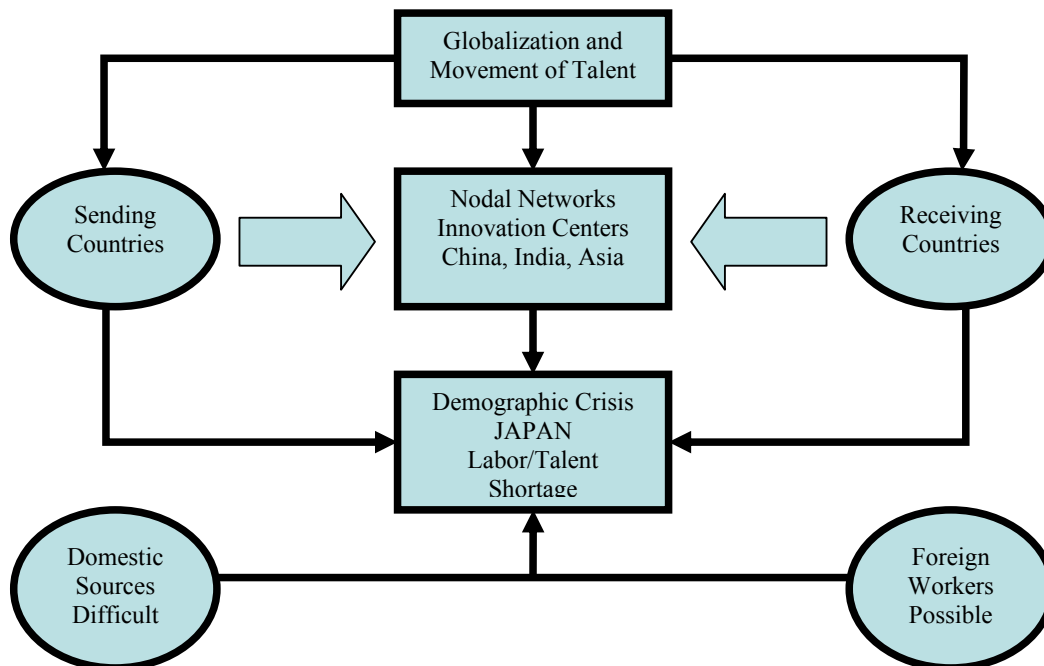 Globalization and
Movement of Talent
Sending
Countries
Nodal Networks
Innovation Centers
China, India, Asia
Receiving
Countries
Demographic Crisis
JAPAN
Labor/Talent
Shortage
Domestic
Sources
Difficult
Foreign
Workers
Possible